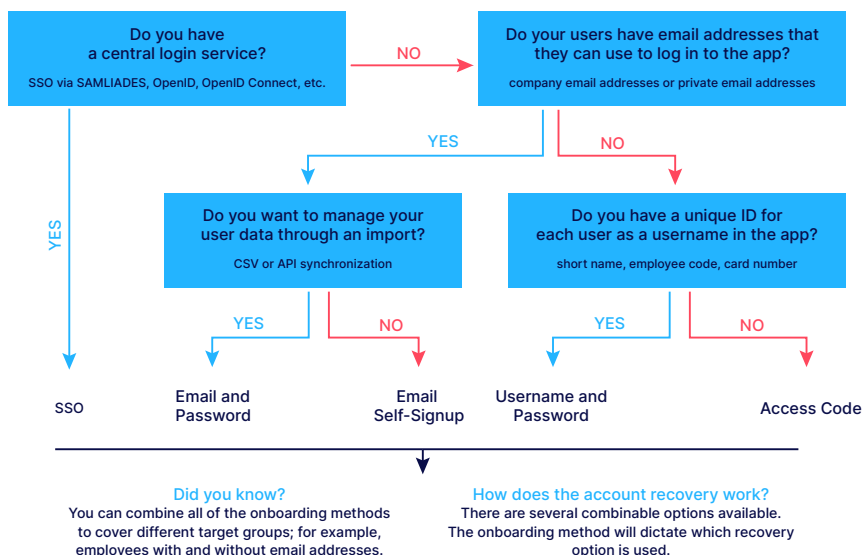 Do you have
a central login service?
SSO via SAMLIADES, OpenID, OpenID Connect, etc.
NO
Do your users have email addresses that
they can use to log in to the app?
company email addresses or private email addresses
YES
NO
YES
Do you want to manage your
user data through an import?
CSV or API synchronization
Do you have a unique ID for
each user as a username in the app?
short name, employee code, card number
YES
NO
YES
NO
SSO
Email and
Password
Email
Self-Signup
Username and
Password
Access Code
Did you know?
You can combine all of the onboarding methods
to cover different target groups; for example,
employees with and without email addresses.
How does the account recovery work?
There are several combinable options available.
The onboarding method will dictate which recovery
option is used.